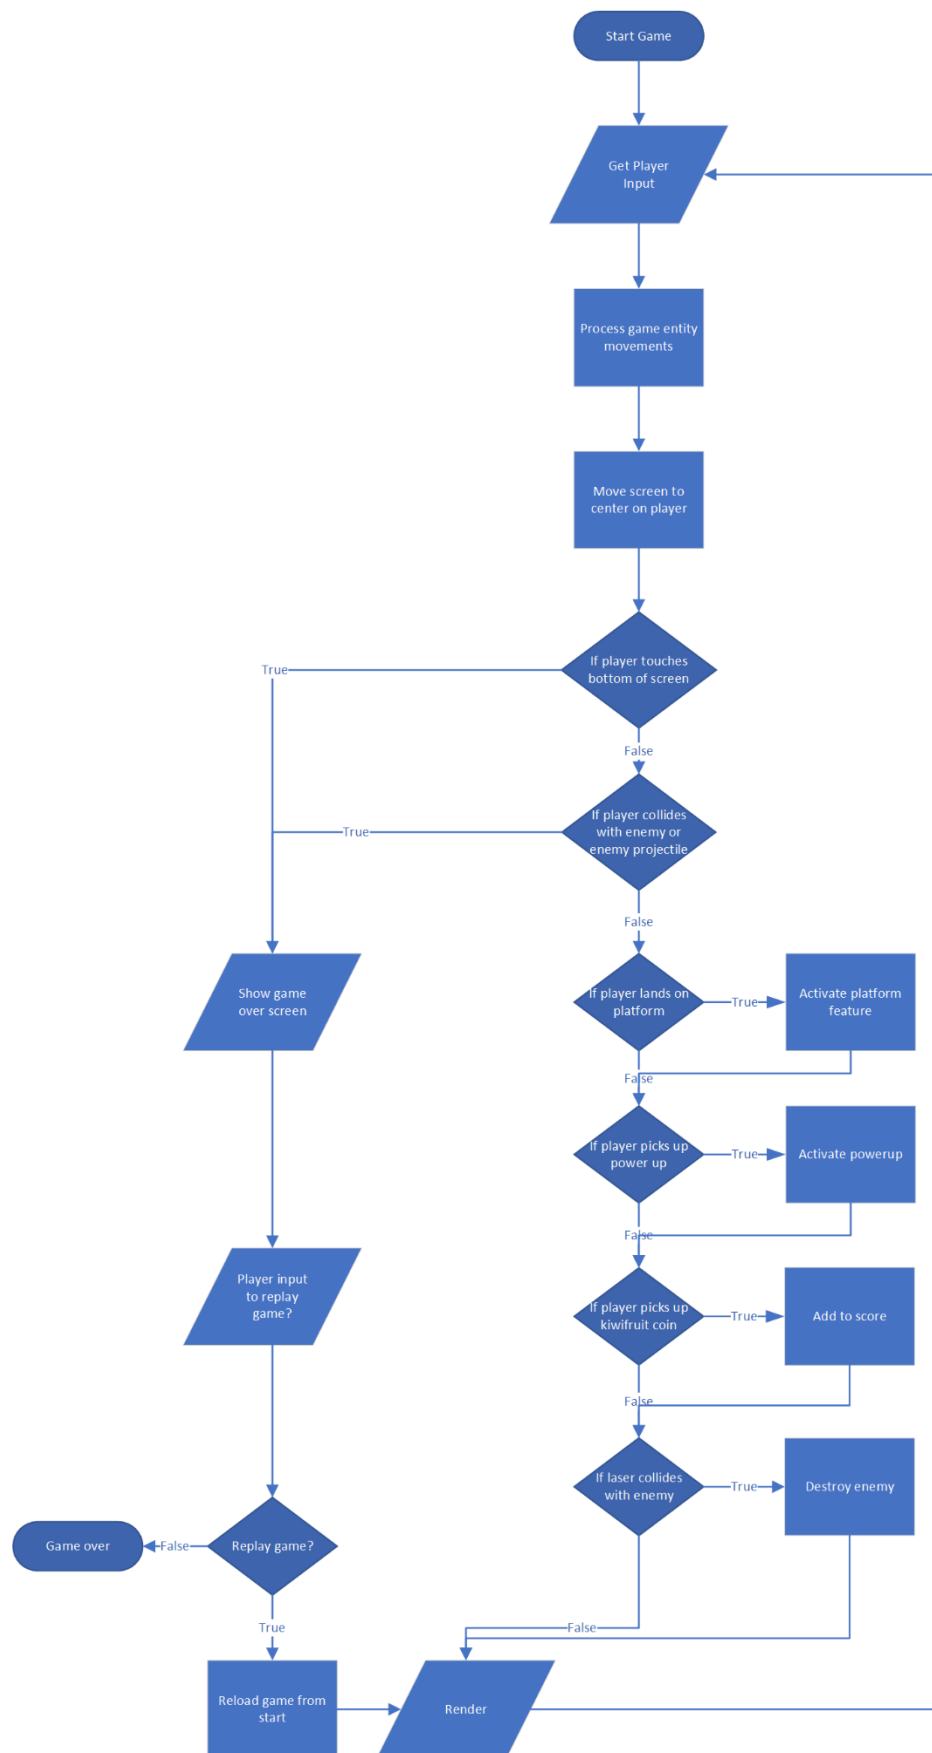 Start Game
Get Player
Input
Process game entity
movements
Move screen to
center on player
If player touches
bottom of screen
True
False
If player collides
with enemy or
enemy projectile
True
False
Show game
over screen
If player lands on
platform
True
Activate platform
feature
False
If player picks up
power up
True
Activate powerup
False
Player input
to replay
game?
If player picks up
kiwifruit coin
True
Add to score
False
If laser collides
with enemy
True
Destroy enemy
Game over
False
Replay game?
True
False
Reload game from
start
Render